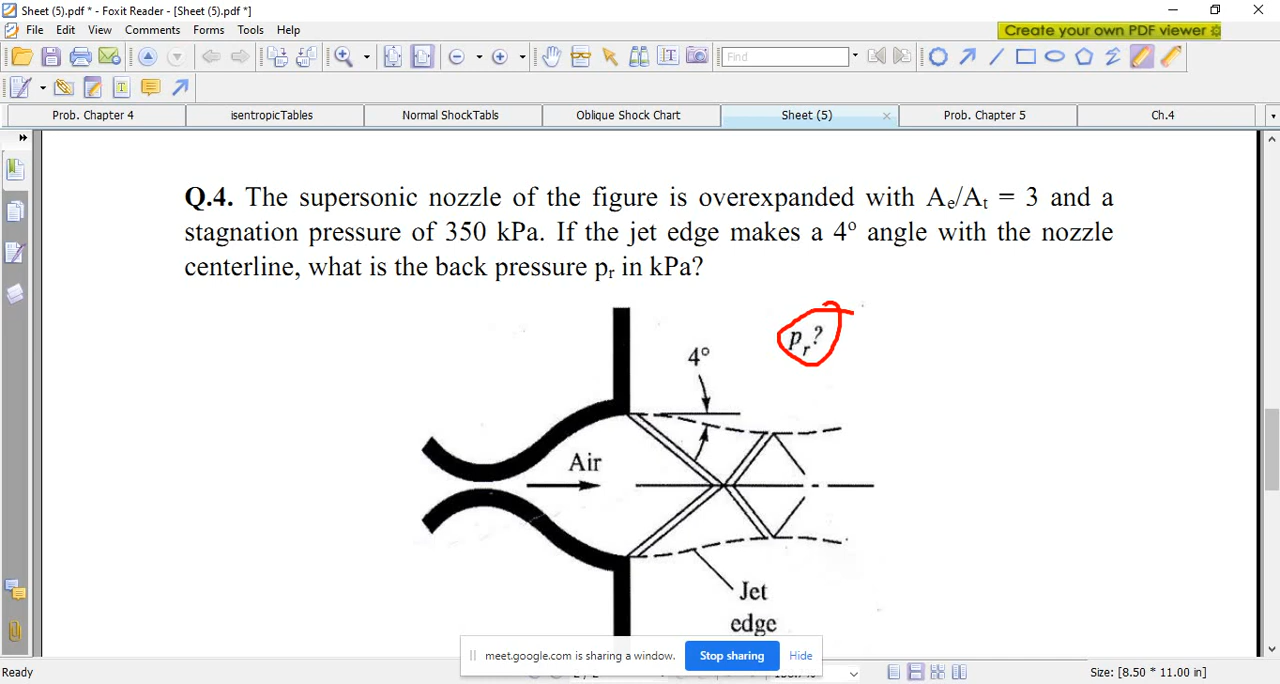 Sheet (5).pdf * - Foxit Reader - [Sheet (5).pdf *]
File Edit View Comments Forms Tools Help
Create your own PDF viewer
Find
Prob. Chapter 4 isentropicTables Normal ShockTabls Oblique Shock Chart Sheet (5) Prob. Chapter 5 Ch.4
Q.4. The supersonic nozzle of the figure is overexpanded with Ae/At = 3 and a
stagnation pressure of 350 kPa. If the jet edge makes a 4º angle with the nozzle
centerline, what is the back pressure pr in kPa?
pr?
4°
Air
Jet
edge
meet.google.com is sharing a window. Stop sharing Hide
Ready
Size: [8.50 * 11.00 in]